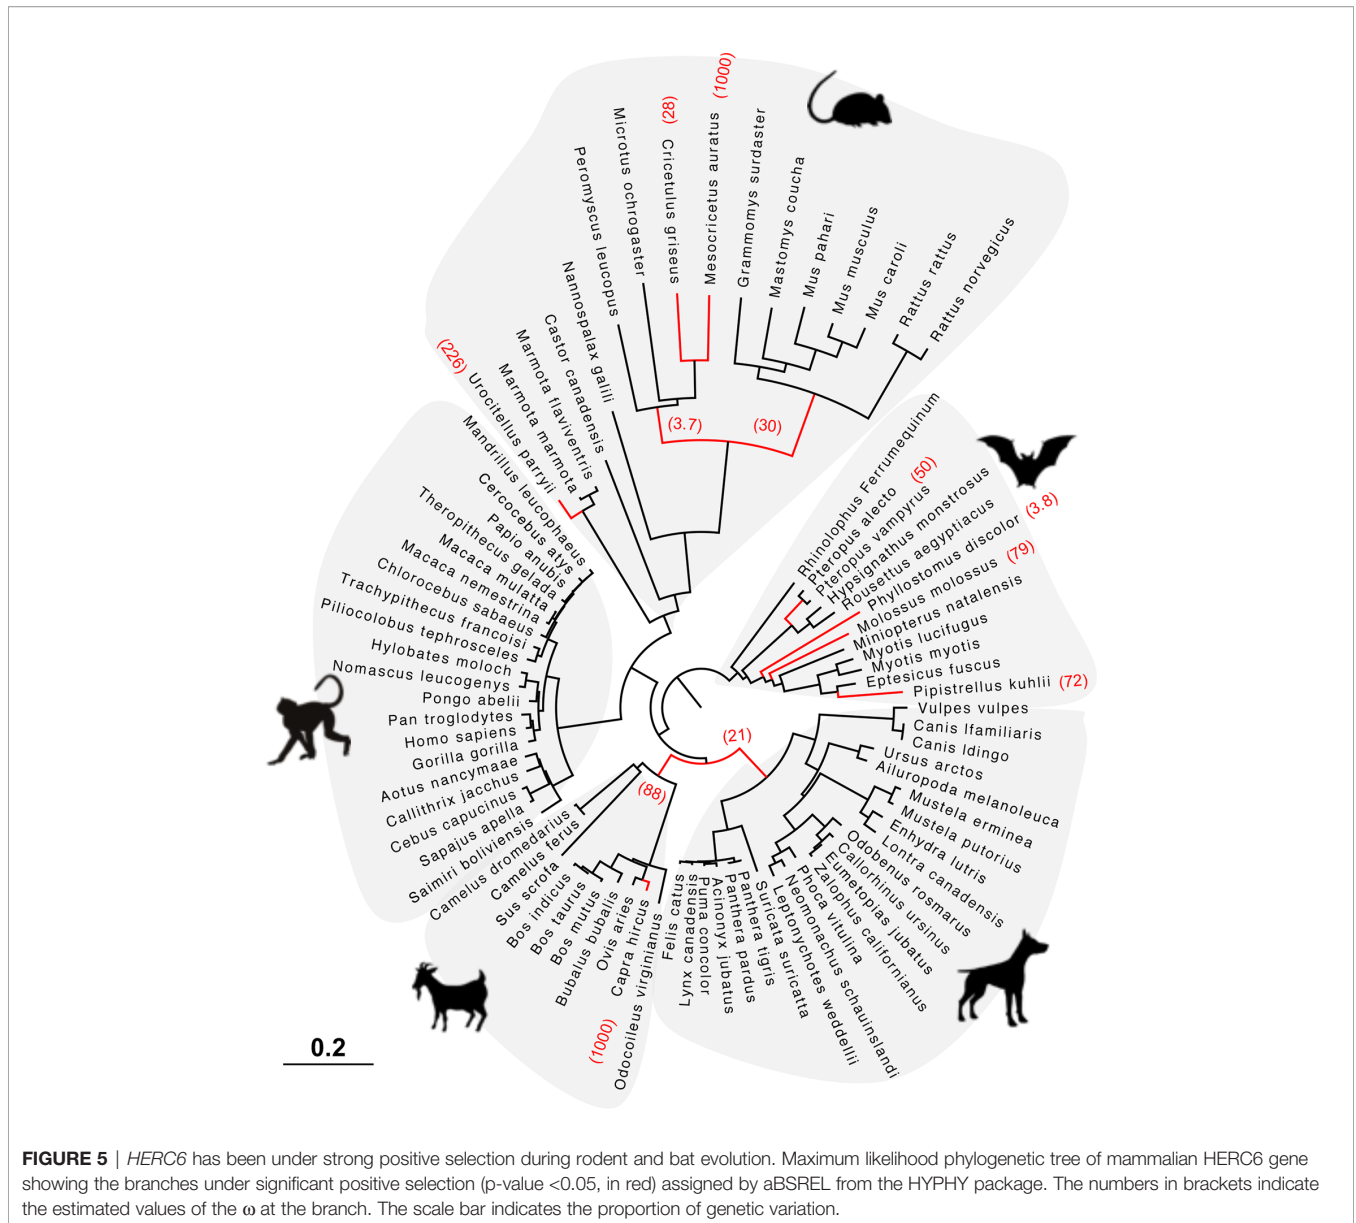 (1000)
(28)
Microtus ochrogaster
Cricetulus griseus
Mesocricetus auratus
Grammomys surdaster
Peromyscus leucopus
Mastomys coucha
Mus pahari
Mus musculus
Mus caroli
Rattus rattus
Rattus norvegicus
Nannospalax galili
Castor canadensis
Marmota flaviventris
Marmota marmota
(226)
Urocitellus parryii
(3.7)
(30)
Mandrillus leucophaeus
Cercocebus atys
Papio anubis
Theropithecus gelada
Macaca mulatta
Macaca nemestrina
Chlorocebus sabaeus
Trachypithecus francoisi
Piliocolobus tephrosceles
Hylobates moloch
Nomascus leucogenys
Pongo abelii
Pan troglodytes
Homo sapiens
Gorilla gorilla
Aotus nancymaae
Callithrix jacchus
Cebus capucinus
Sapajus apella
Saimiri boliviensis
Rhinolophus Ferrumequinum
Pteropus alecto
(50)
Pteropus vampyrus
Hypsignathus monstrosus
Rousettus aegyptiacus
Phyllostomus discolor (3.8)
Molossus molossus (79)
Miniopterus natalensis
Myotis lucifugus
Myotis myotis
Eptesicus fuscus
Pipistrellus kuhlii (72)
Vulpes vulpes
Canis lfamiliaris
Canis ldingo
Ursus arctos
Ailuropoda melanoleuca
Mustela erminea
Mustela putorius
Enhydra lutris
Lontra canadensis
Odobenus rosmarus
Callorhinus ursinus
Eumetopias jubatus
Zalophus californianus
Phoca vitulina
Neomonachus schauinslandi
Leptonychotes weddellii
Suricata suricatta
Panthera tigris
Panthera pardus
Acinonyx jubatus
Puma concolor
Lynx canadensis
Felis catus
(21)
(88)
Camelus dromedarius
Camelus ferus
Sus scrofa
Bos indicus
Bos taurus
Bos mutus
Bubalus bubalis
Ovis aries
Capra hircus
(1000)
Odocoileus virginianus
0.2
FIGURE 5 | HERC6 has been under strong positive selection during rodent and bat evolution. Maximum likelihood phylogenetic tree of mammalian HERC6 gene
showing the branches under significant positive selection (p-value <0.05, in red) assigned by aBSREL from the HYPHY package. The numbers in brackets indicate
the estimated values of the ω at the branch. The scale bar indicates the proportion of genetic variation.